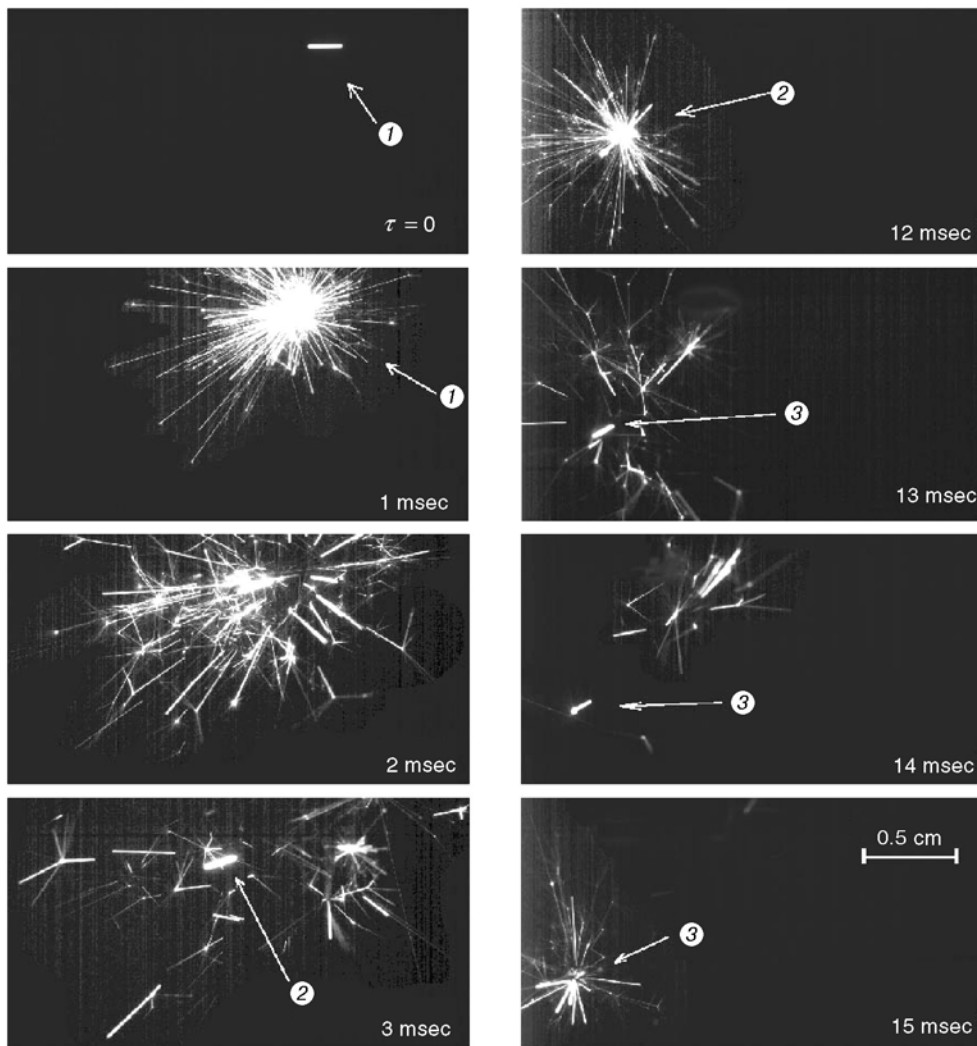 1
τ = 0
1
1 msec
2 msec
2
3 msec
2
12 msec
3
13 msec
3
14 msec
0.5 cm
3
15 msec